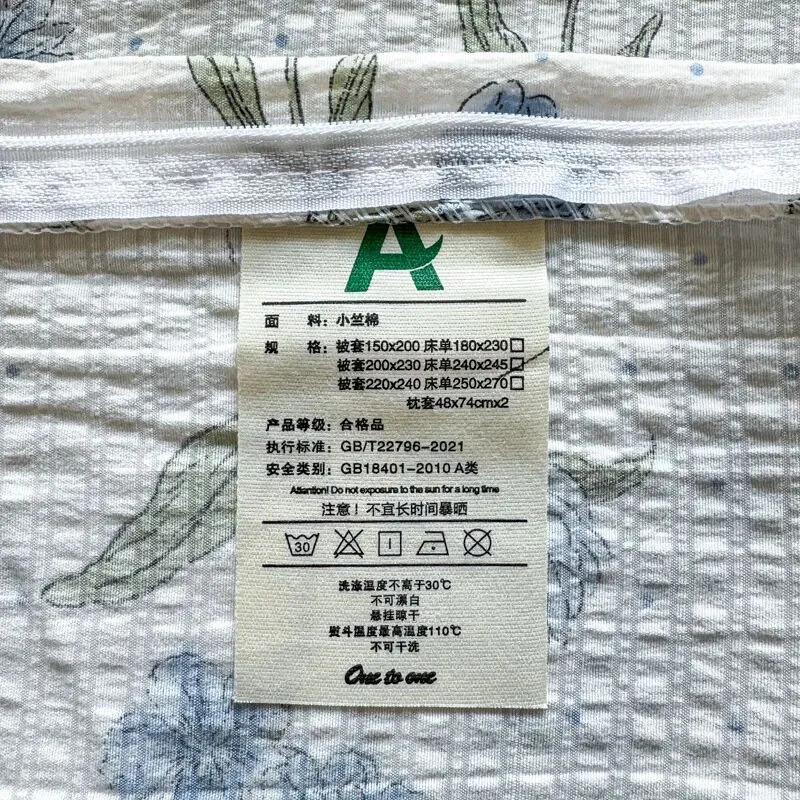 A
面 料：小竺棉
规 格：被套150x200 床单180x230□
被套200x230 床单240x245□
被套220x240 床单250x270□
枕套48x74cmx2
产品等级：合格品
执行标准：GB/T22796-2021
安全类别：GB18401-2010 A类
Attention! Do not exposure to the sun for a long time
注意！不宜长时间暴晒
30
洗涤温度不高于30℃
不可漂白
悬挂晾干
熨斗温度最高温度110℃
不可干洗
One to one